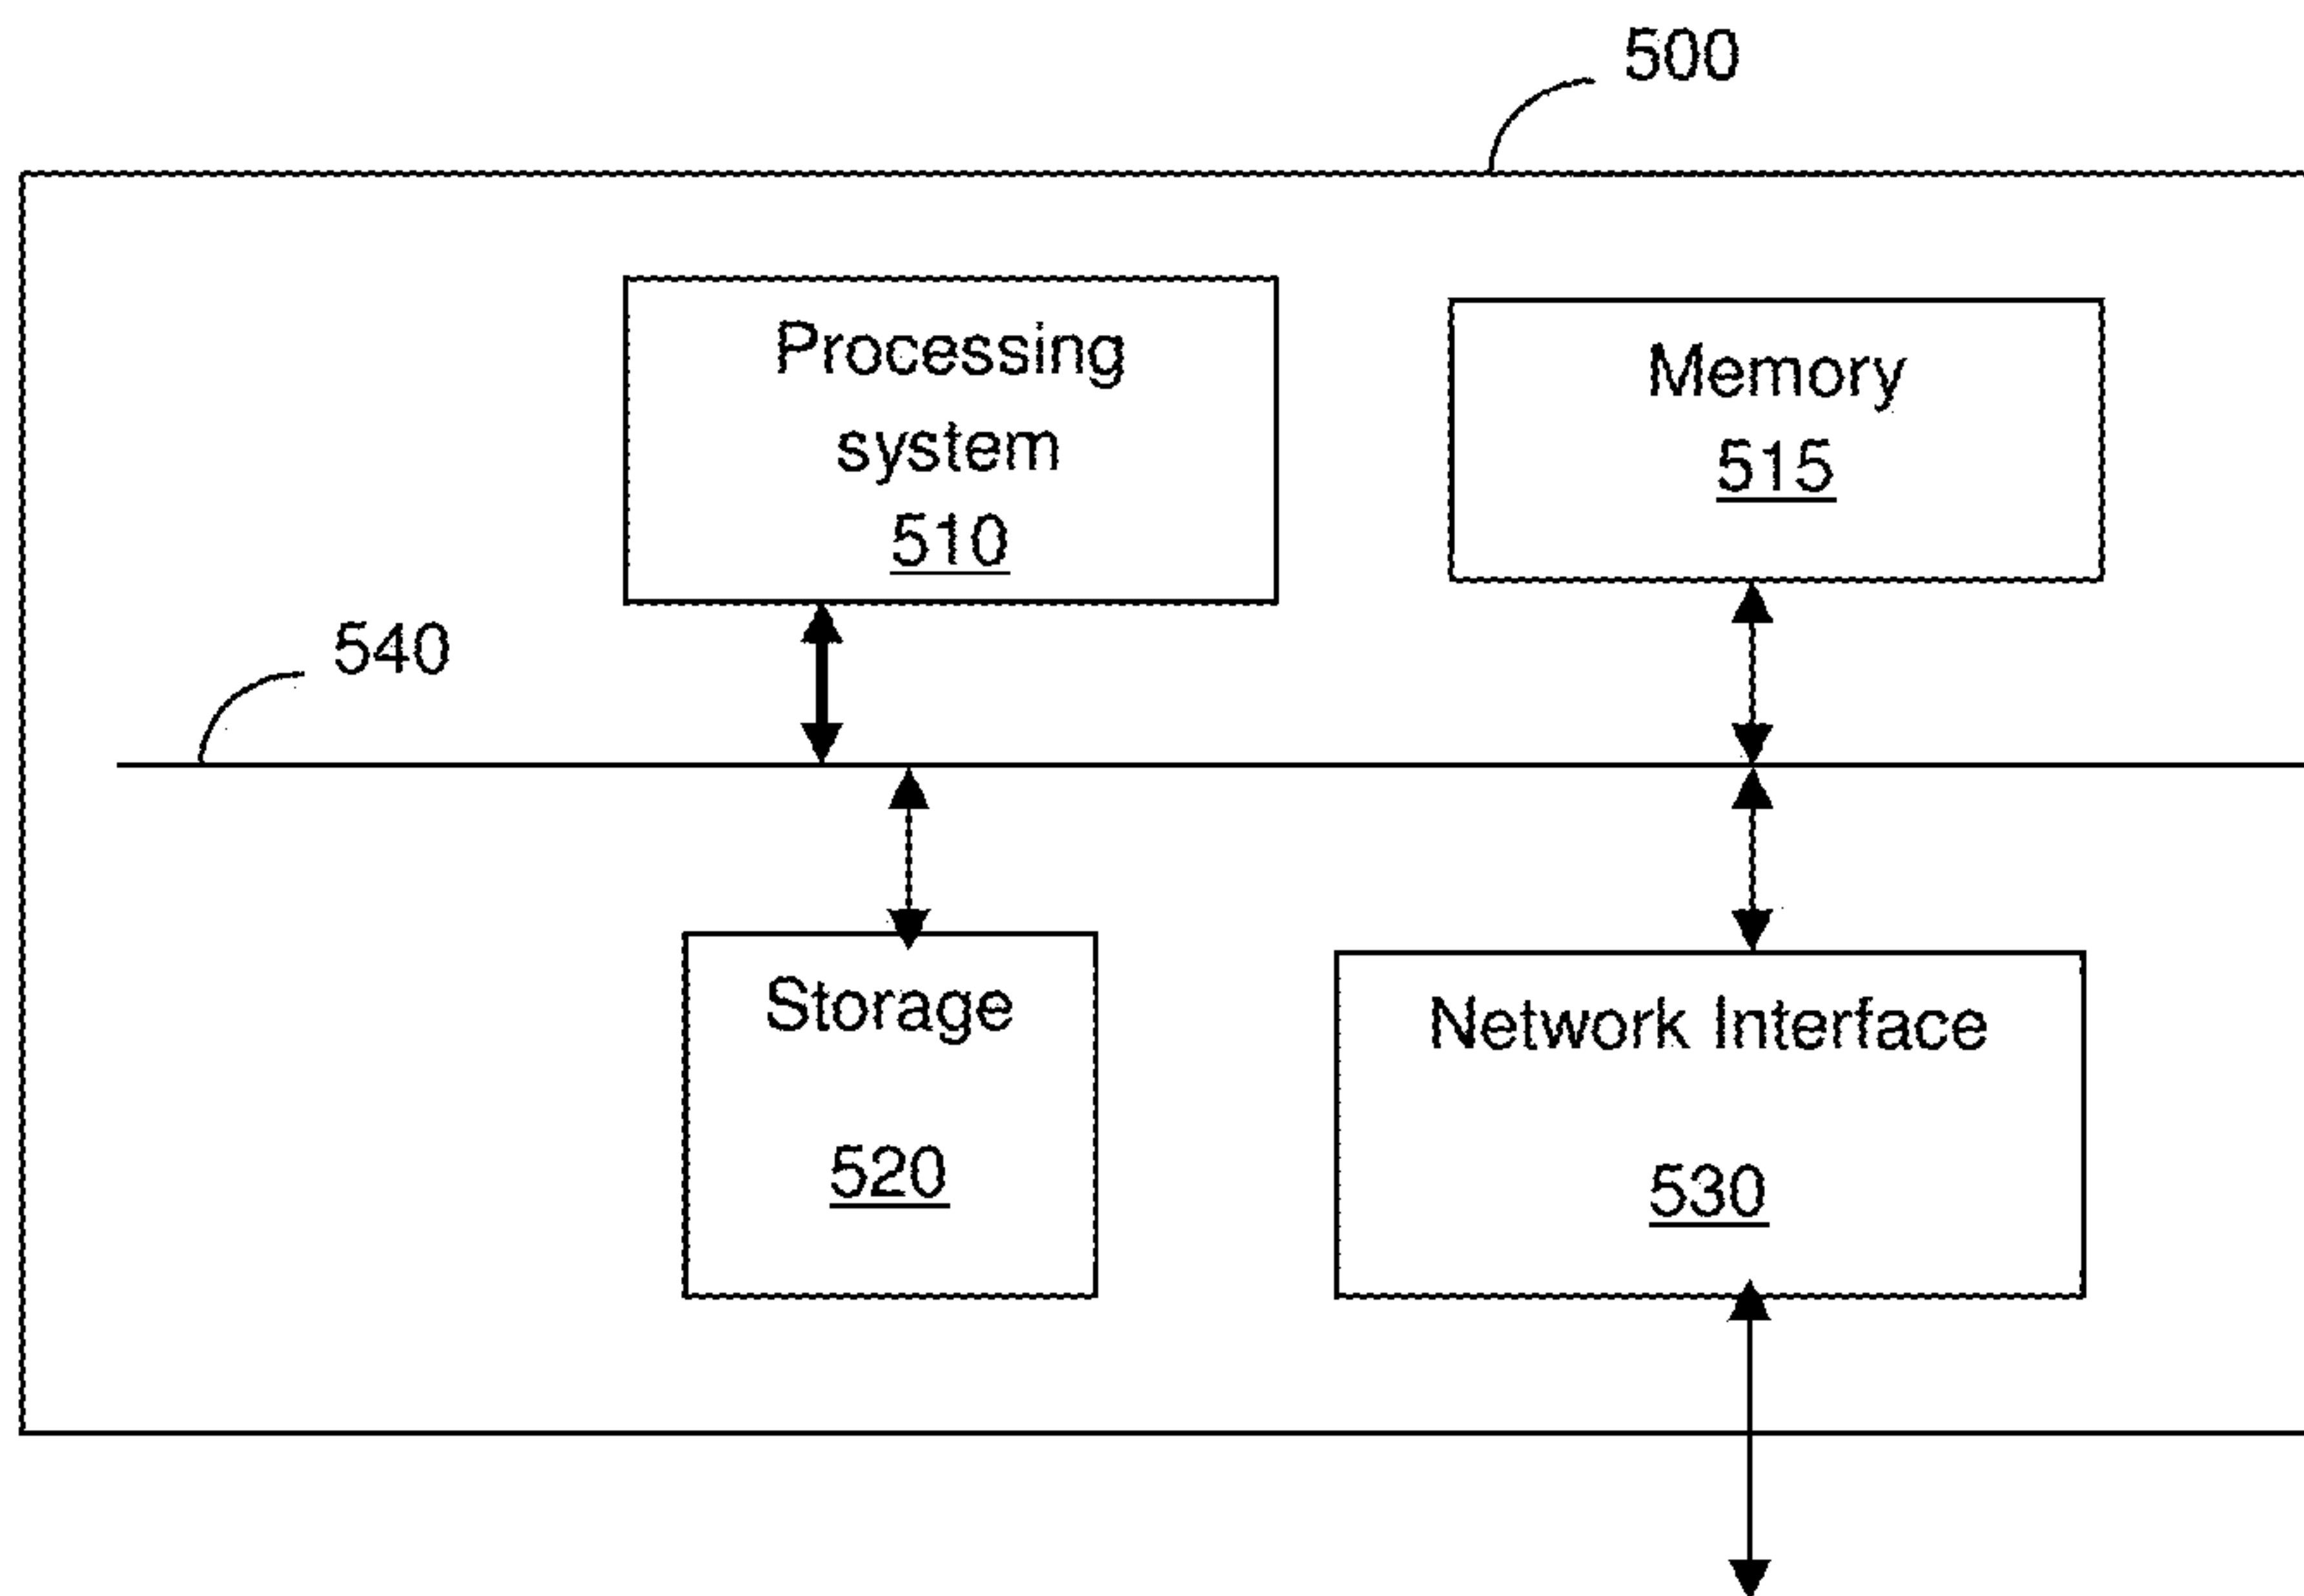 500
Processing
system
510
Memory
515
540
Storage
520
Network Interface
530